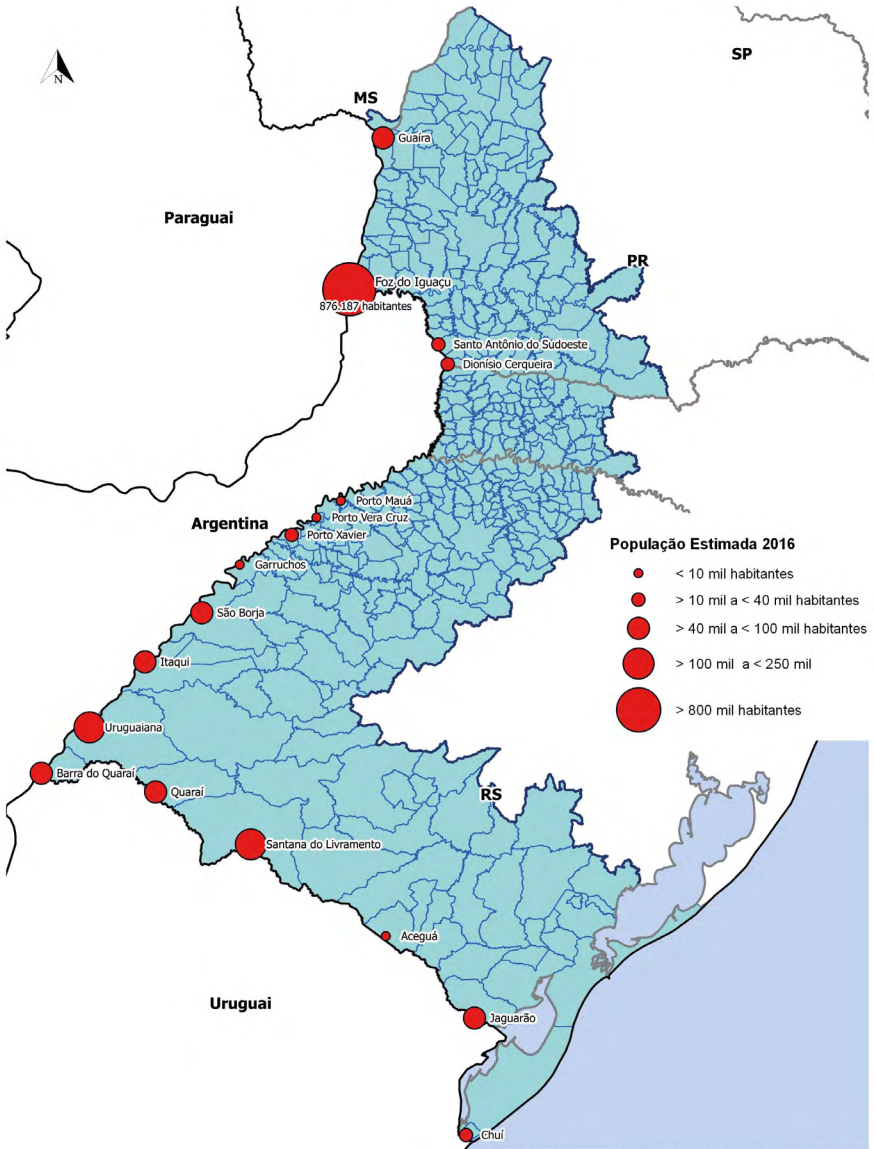 SP
N
MS
Guaíra
Paraguai
PR
Foz do Iguaçu
876.187 habitantes
Santo Antônio do Sudoeste
Dionísio Cerqueira
Porto Mauá
Porto Vera Cruz
Argentina
Porto Xavier
Garruchos
São Borja
Itaqui
Uruguaiana
Barra do Quaraí
Quaraí
Santana do Livramento
RS
Aceguá
Uruguai
Jaguarão
Chuí
População Estimada 2016
< 10 mil habitantes
> 10 mil a < 40 mil habitantes
> 40 mil a < 100 mil habitantes
> 100 mil a < 250 mil
> 800 mil habitantes